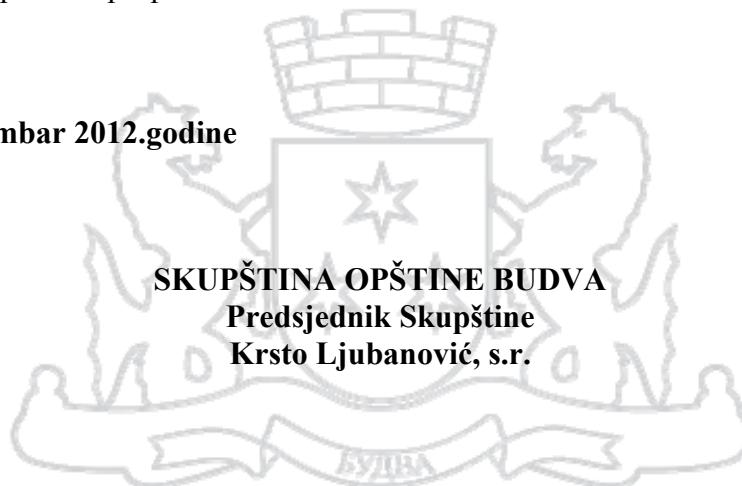 mbar 2012.godine
SKUPŠTINA OPŠTINE BUDVA
Predsjednik Skupštine
Krsto Ljubanović, s.r.
БУДВА